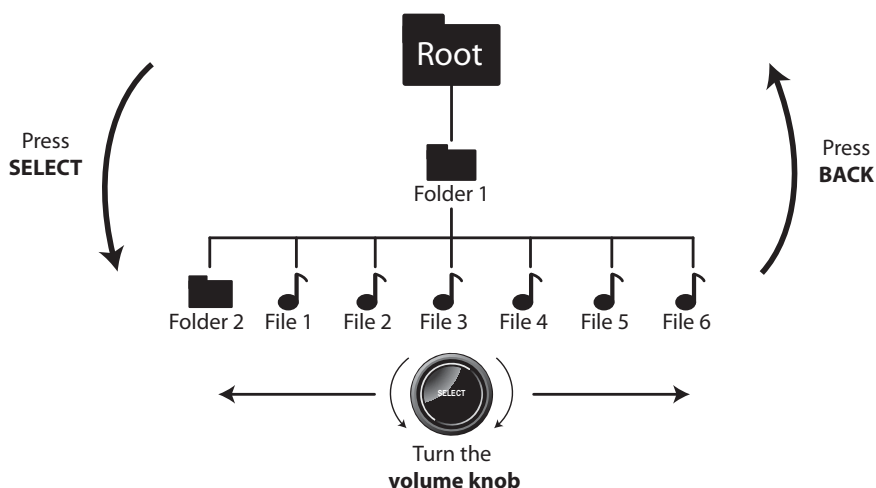 Root
Press
SELECT
Press
BACK
Folder 1
Folder 2
File 1
File 2
File 3
File 4
File 5
File 6
SELECT
Turn the
volume knob